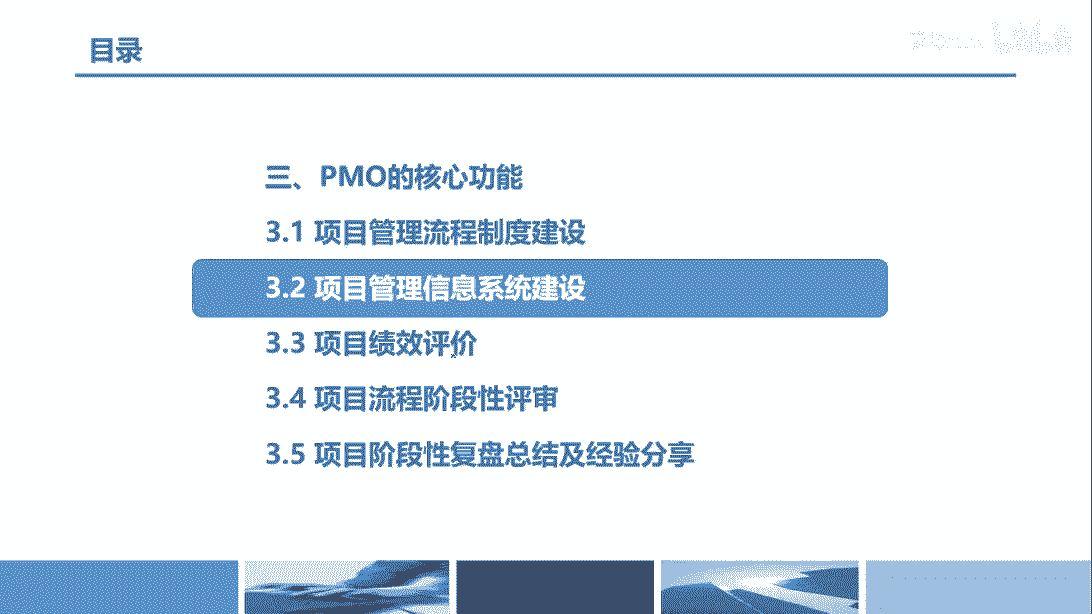 目录
三、PMO的核心功能
3.1 项目管理流程制度建设
3.2 项目管理信息系统建设
3.3 项目绩效评价
3.4 项目流程阶段性评审
3.5 项目阶段性复盘总结及经验分享